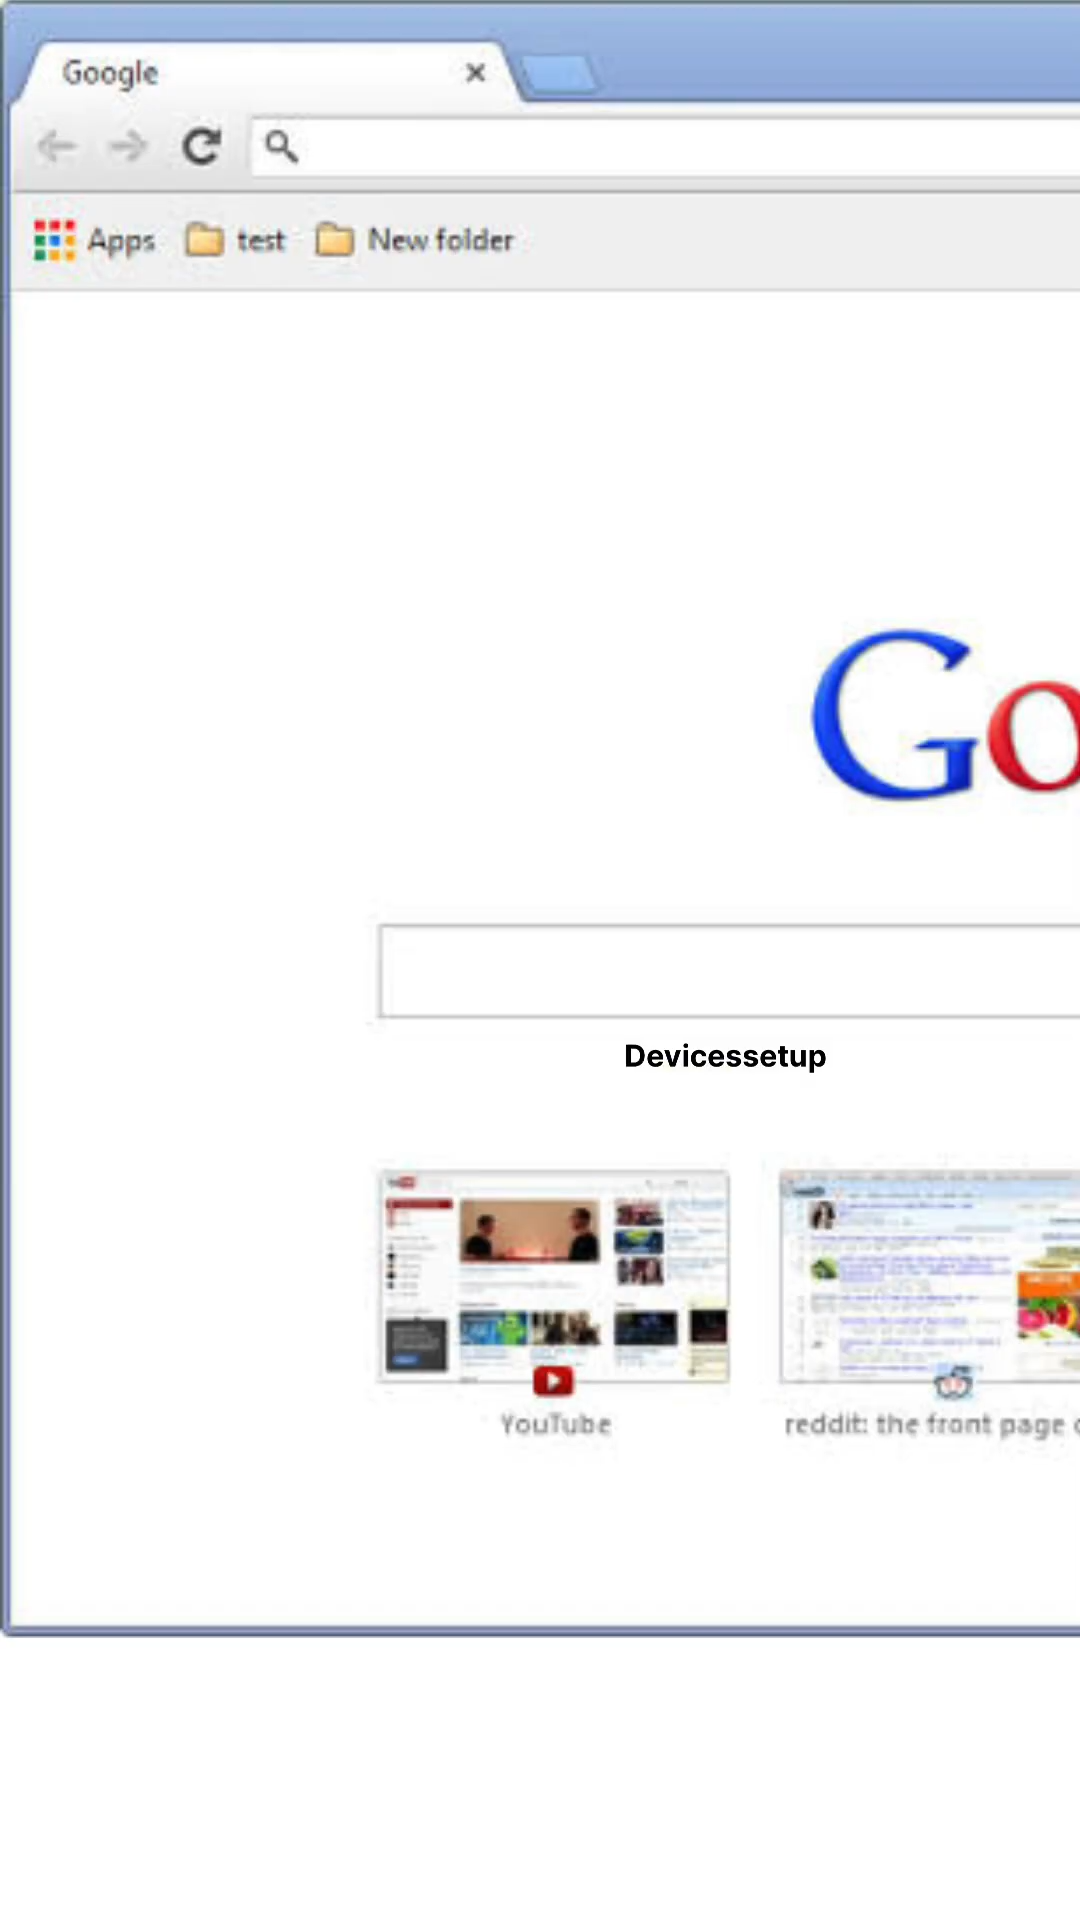 Google
Apps test New folder
Go
Devicessetup
YouTube
reddit: the front page